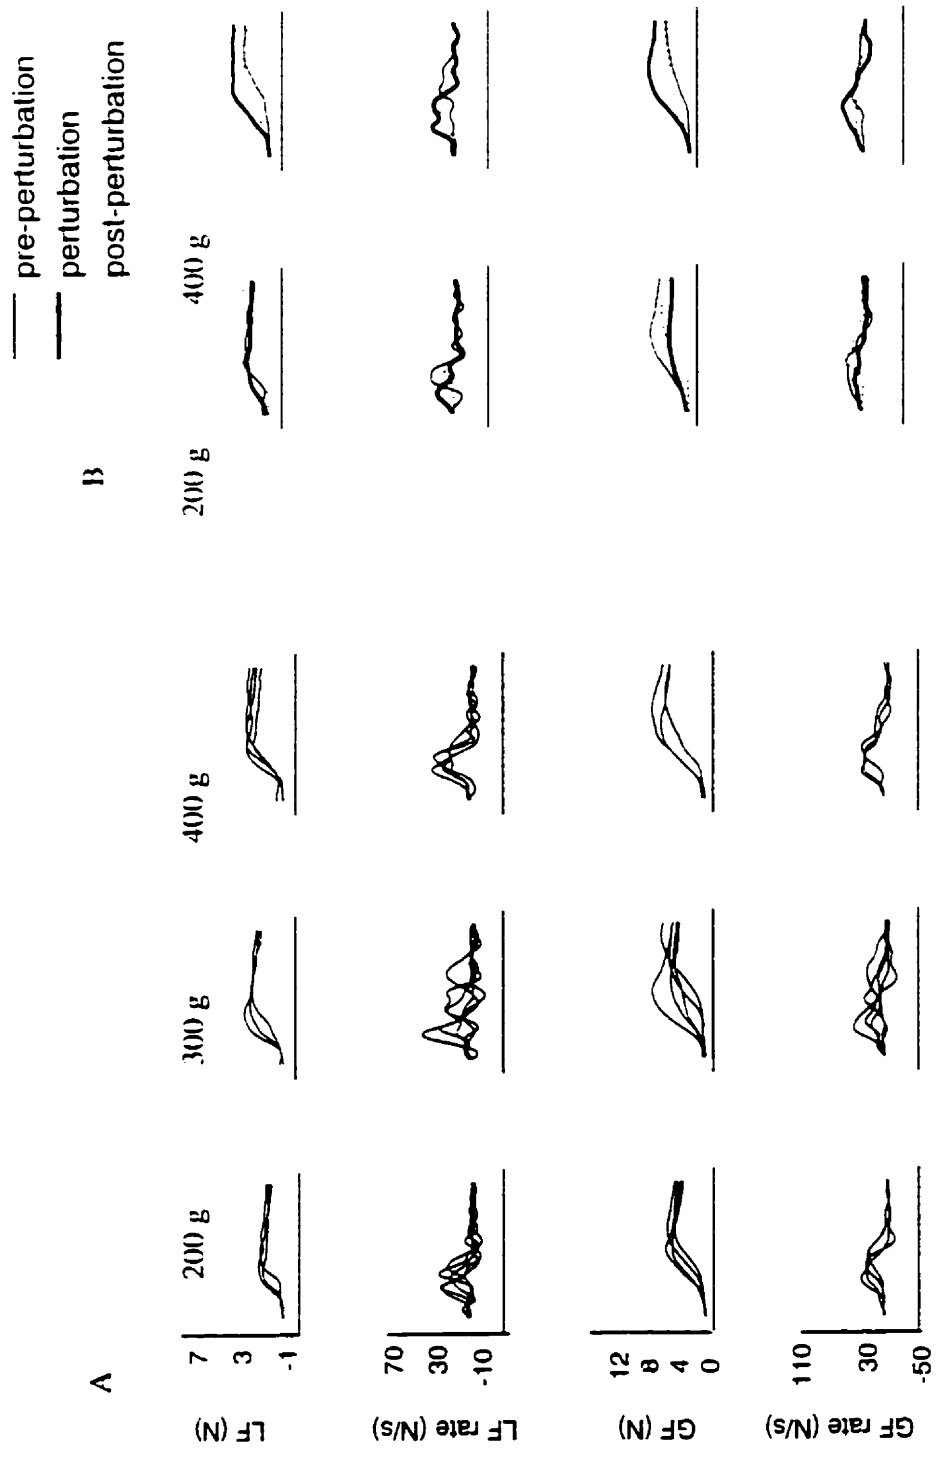 pre-perturbation
perturbation
post-perturbation
A
B
200 g
300 g
400 g
200 g
400 g
LF (N)
7
3
-1
LF rate (N/s)
70
30
-10
GF (N)
12
8
4
0
GF rate (N/s)
110
30
-50